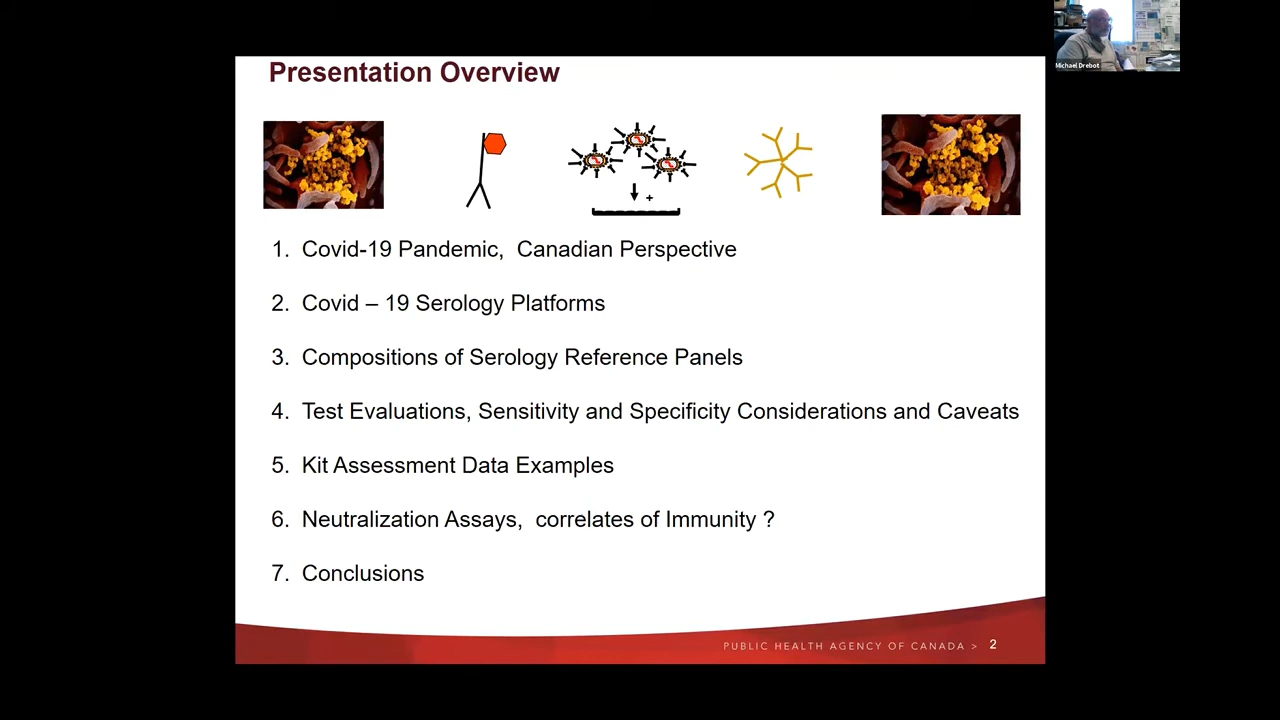 Presentation Overview
Michael Drebot
+
1. Covid-19 Pandemic,  Canadian Perspective
2. Covid – 19 Serology Platforms
3. Compositions of Serology Reference Panels
4. Test Evaluations, Sensitivity and Specificity Considerations and Caveats
5. Kit Assessment Data Examples
6. Neutralization Assays,  correlates of Immunity ?
7. Conclusions
PUBLIC HEALTH AGENCY OF CANADA > 2